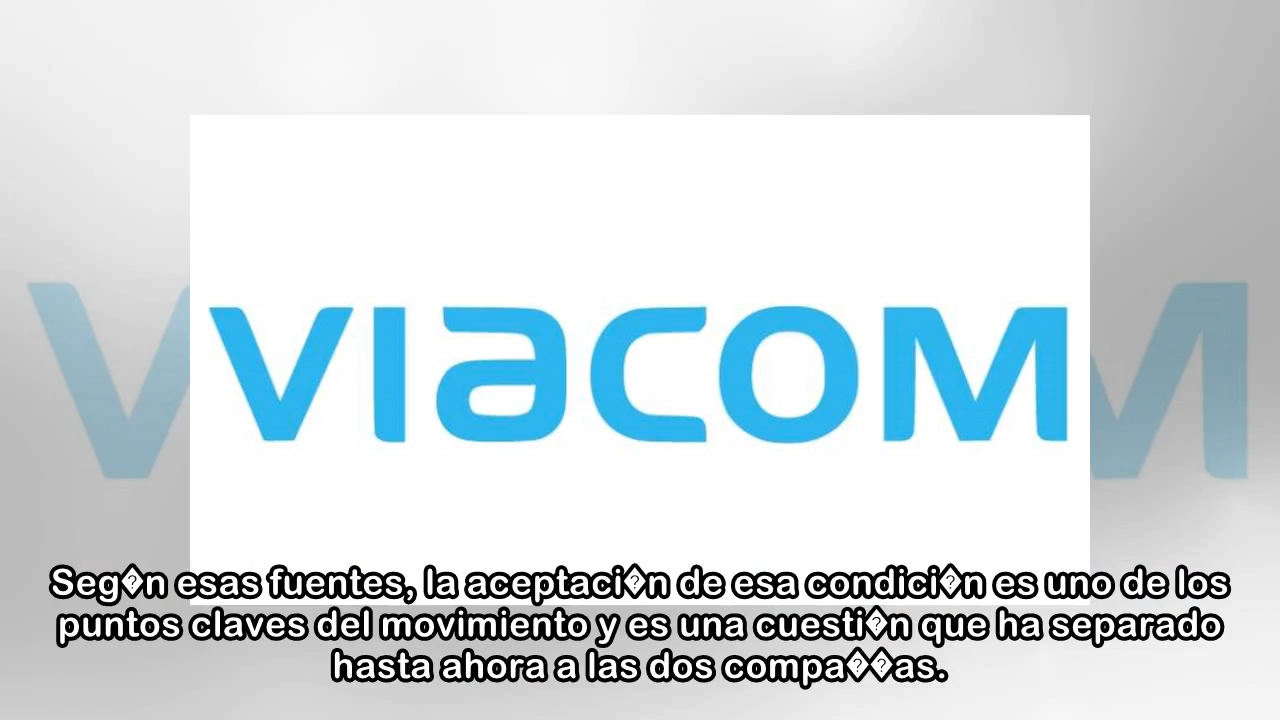 VIACOM
Seg�n esas fuentes, la aceptaci�n de esa condici�n es uno de los
puntos claves del movimiento y es una cuesti�n que ha separado
hasta ahora a las dos compa��as.